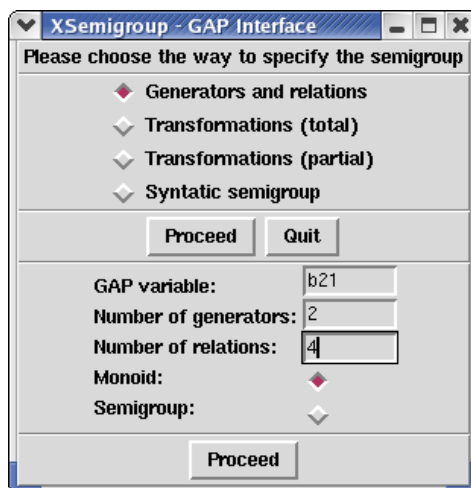 XSemigroup - GAP Interface
Please choose the way to specify the semigroup
Generators and relations
Transformations (total)
Transformations (partial)
Syntatic semigroup
Proceed Quit
GAP variable: b21
Number of generators: 2
Number of relations: 4
Monoid:
Semigroup:
Proceed